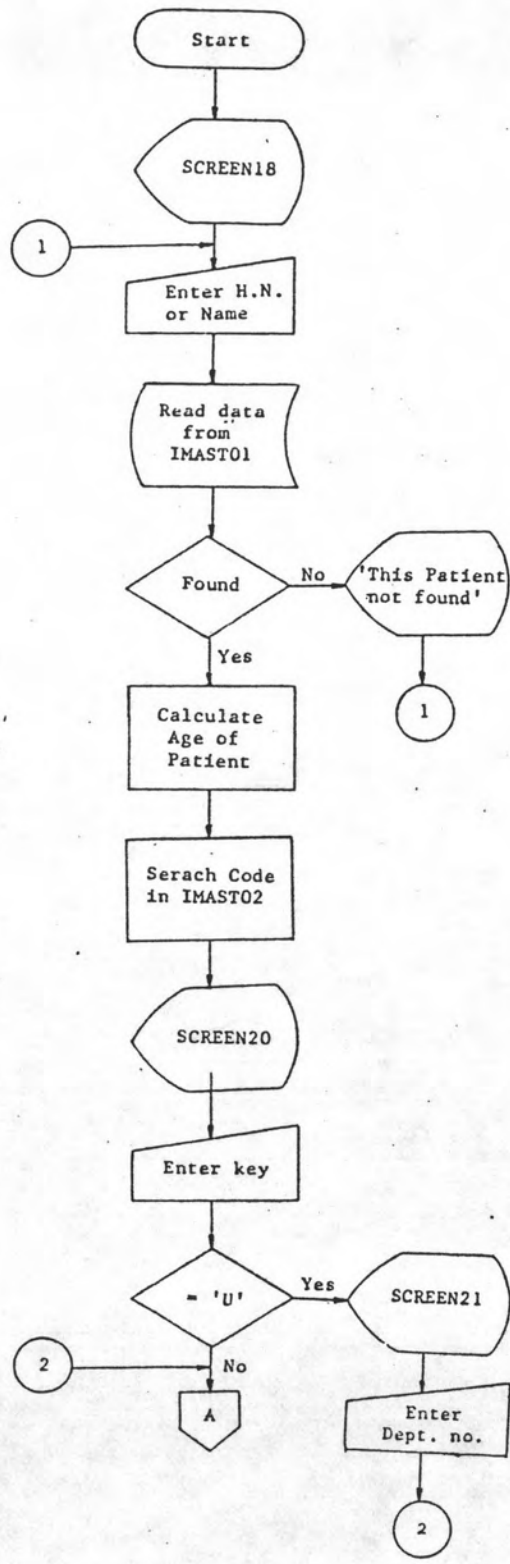 Start
SCREEN18
1
Enter H.N.
or Name
Read data
from
IMAST01
Found
No
'This Patient
not found'
Yes
1
Calculate
Age of
Patient
Serach Code
in IMAST02
SCREEN20
Enter key
= 'U'
Yes
SCREEN21
2
No
A
Enter
Dept. no.
2